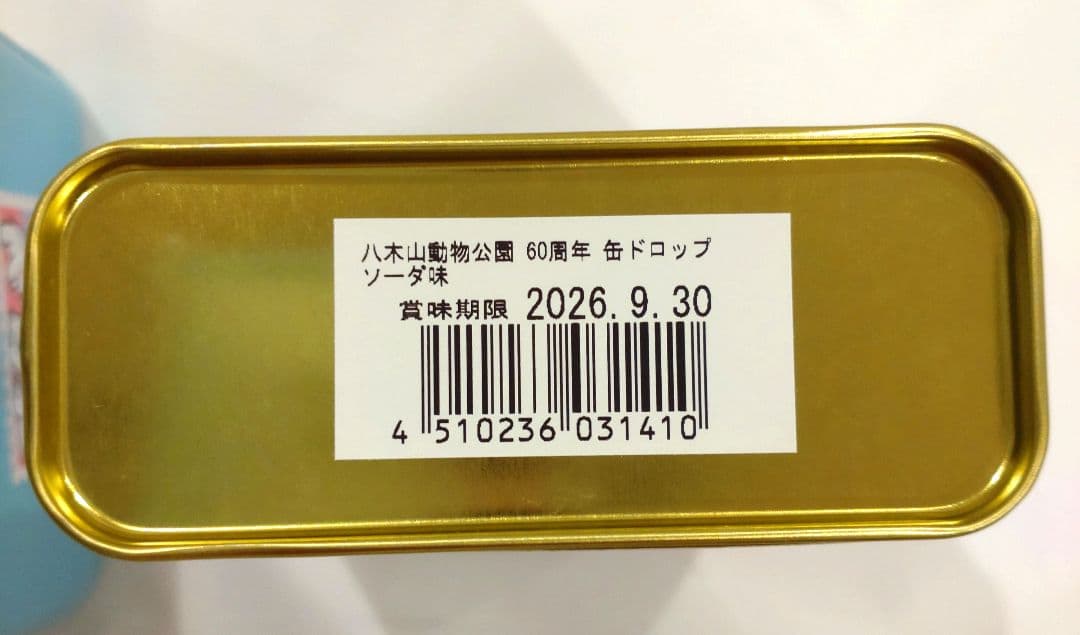 八木山動物公園 60周年 缶ドロップ
ソーダ味
賞味期限 2026. 9. 30
4 510236 031410